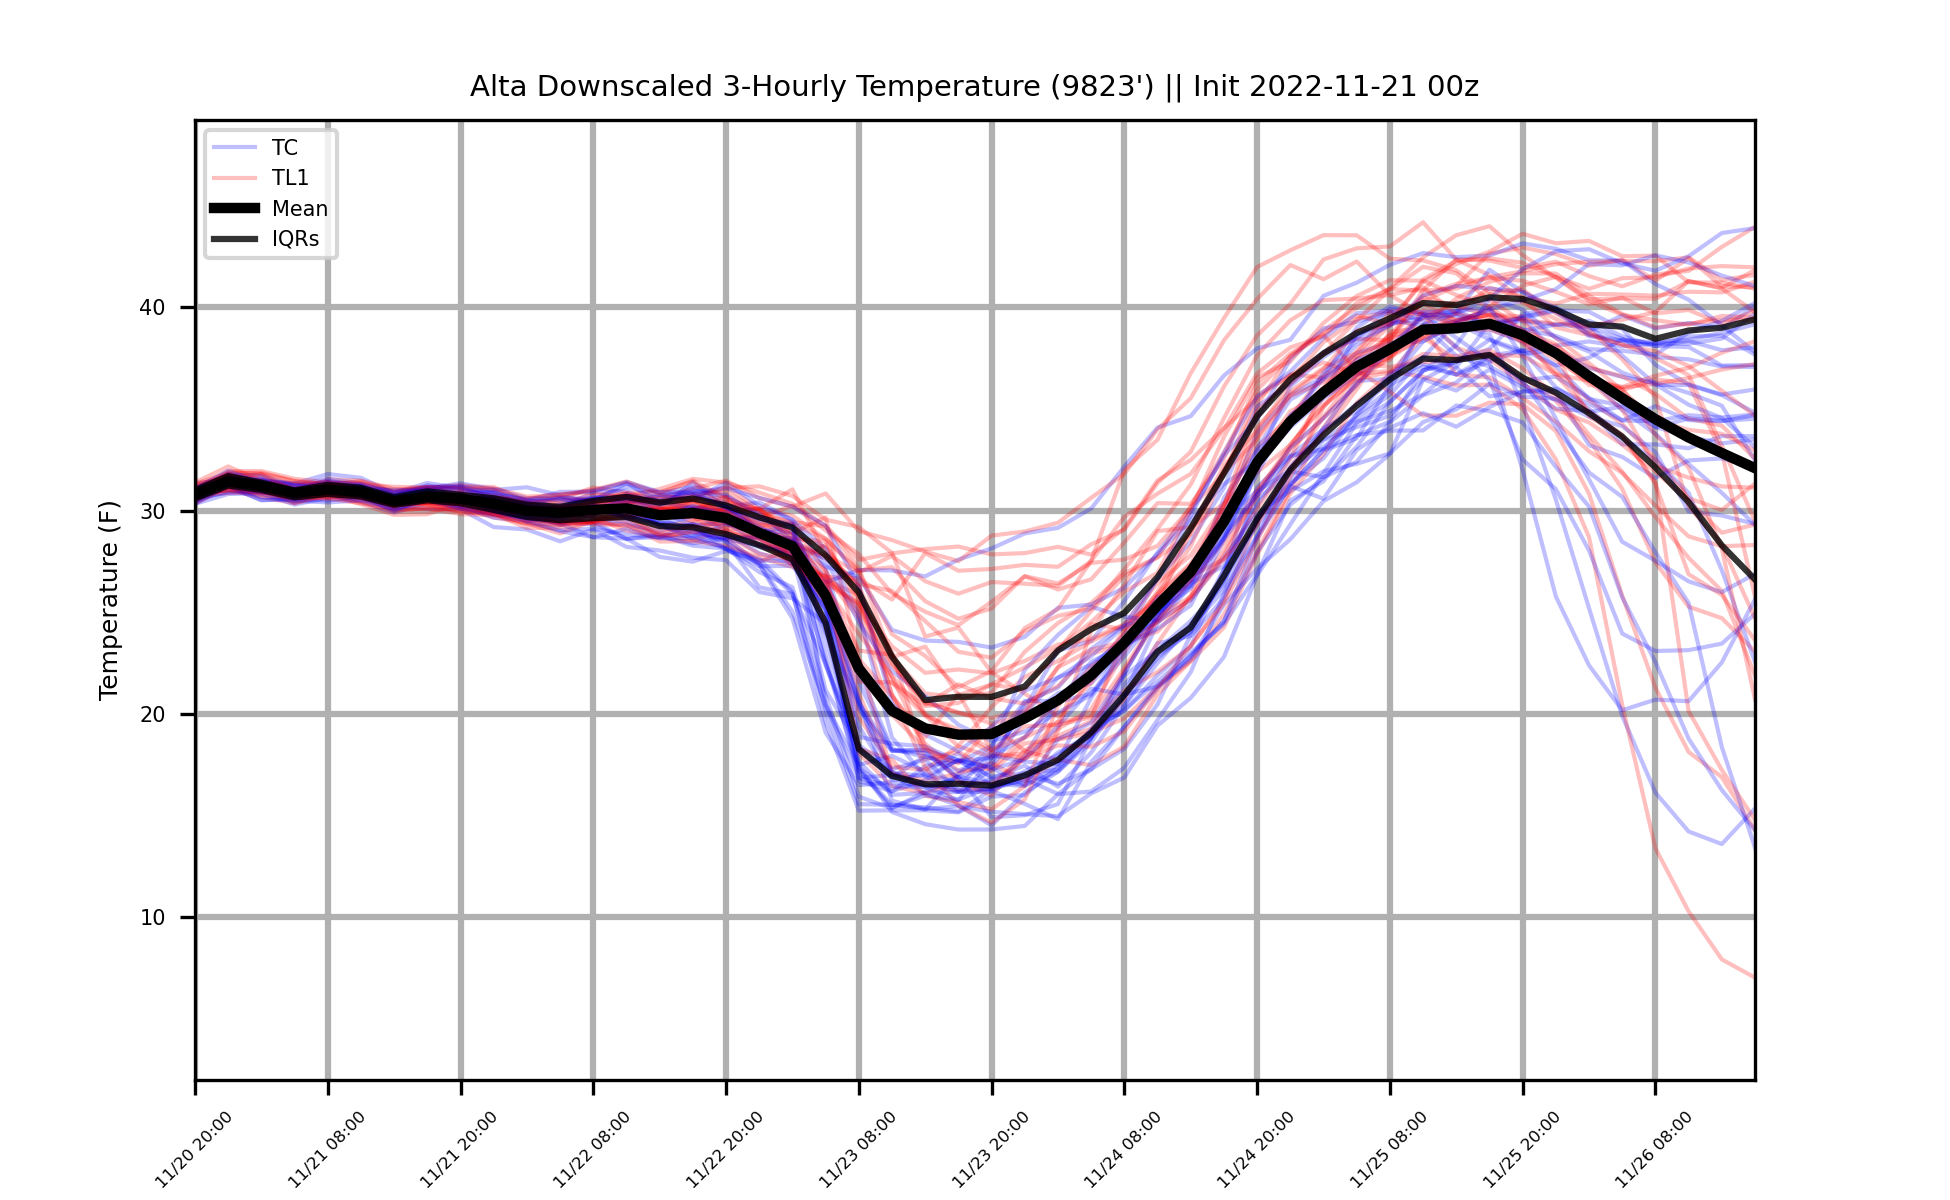 Alta Downscaled 3-Hourly Temperature (9823') || Init 2022-11-21 00z
TC
TL1
Mean
IQRs
Temperature (F)
40
30
20
10
11/20 20:00
11/21 08:00
11/21 20:00
11/22 08:00
11/22 20:00
11/23 08:00
11/23 20:00
11/24 08:00
11/24 20:00
11/25 08:00
11/25 20:00
11/26 08:00